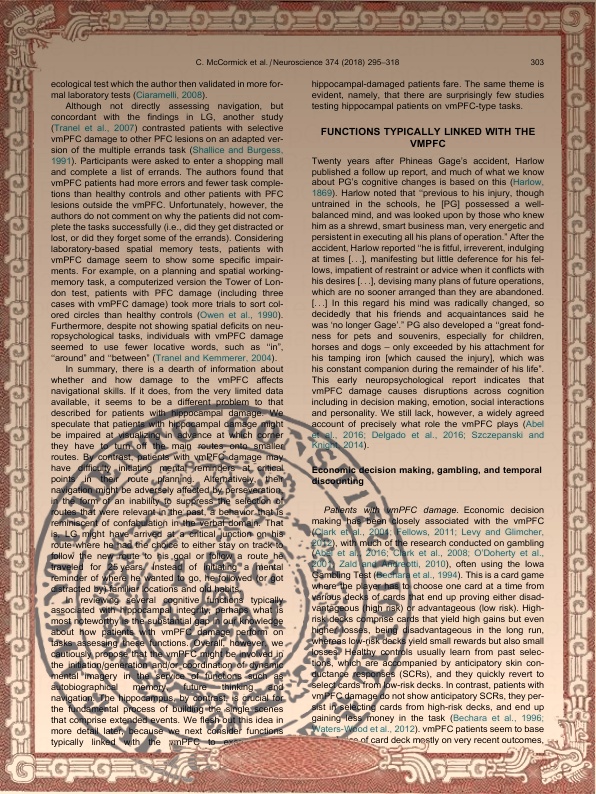 C. McCormick et al. / Neuroscience 374 (2018) 295–318
303
ecological test which the author then validated in more for-
mal laboratory tests (Ciaramelli, 2008).
Although not directly assessing navigation, but
concordant with the findings in LG, another study
(Tranel et al., 2007) contrasted patients with selective
vmPFC damage to other PFC lesions on an adapted ver-
sion of the multiple errands task (Shallice and Burgess,
1991). Participants were asked to enter a shopping mall
and complete a list of errands. The authors found that
vmPFC patients had more errors and fewer task comple-
tions than healthy controls and other patients with PFC
lesions outside the vmPFC. Unfortunately, however, the
authors do not comment on why the patients did not com-
plete the tasks successfully (i.e., did they get distracted or
lost, or did they forget some of the errands). Considering
laboratory-based spatial memory tests, patients with
vmPFC damage seem to show some specific impair-
ments. For example, on a planning and spatial working-
memory task, a computerized version the Tower of Lon-
don test, patients with PFC damage (including three
cases with vmPFC damage) took more trials to sort col-
ored circles than healthy controls (Owen et al., 1990).
Furthermore, despite not showing spatial deficits on neu-
ropsychological tasks, individuals with vmPFC damage
seemed to use fewer locative words, such as "in",
"around" and "between" (Tranel and Kemmerer, 2004).
In summary, there is a dearth of information about
whether and how damage to the vmPFC affects
navigational skills. If it does, from the very limited data
available, it seems to be a different problem to that
described for patients with hippocampal damage. We
speculate that patients with hippocampal damage might
be impaired at visualizing the instance at which point
they have to turn off the main routes onto smaller
routes. By contrast, patients with vmPFC damage may
have difficulty initiating mental reminders at critical
points in the route planning. Alternatively, their
navigation might be adversely affected by perseveration,
in the form of an inability to suppress the selection of
routes that were relevant in the past, a behavior that is
reminiscent of confabulation in the verbal domain. That
is, LG might have arrived at a critical junction on his
route where he had the choice to either stay on track to
follow the new route to his goal or follow a route he
traveled for 25 years. Instead of initiating a mental
reminder of where he wanted to go, he followed or got
distracted by familiar locations and old habits.
In reviewing several cognitive functions typically
associated with hippocampal integrity, perhaps what is
most noteworthy is the substantial gap in our knowledge
about how patients with vmPFC damage perform on
tasks assessing these functions. Overall, however, we
cautiously propose that the vmPFC might be involved in
the initiation/generation and/or coordination of dynamic
mental imagery in the service of functions such as
autobiographical memory, future thinking and
navigation. The hippocampus, by contrast, is crucial for
the fundamental process of building the single scenes
that comprise extended events. We flesh out this idea in
more detail later, because we next consider functions
typically linked with the vmPFC to
hippocampal-damaged patients fare. The same theme is
evident, namely, that there are surprisingly few studies
testing hippocampal patients on vmPFC-type tasks.
FUNCTIONS TYPICALLY LINKED WITH THE
VMPFC
Twenty years after Phineas Gage's accident, Harlow
published a follow up report, and much of what we know
about PG's cognitive changes is based on this (Harlow,
1869). Harlow noted that "previous to his injury, though
untrained in the schools, he [PG] possessed a well-
balanced mind, and was looked upon by those who knew
him as a shrewd, smart business man, very energetic and
persistent in executing all his plans of operation." After the
accident, Harlow reported "he is fitful, irreverent, indulging
at times [. . .], manifesting but little deference for his fel-
lows, impatient of restraint or advice when it conflicts with
his desires [. . .], devising many plans of future operations,
which are no sooner arranged than they are abandoned.
[. . .] In this regard his mind was radically changed, so
decidedly that his friends and acquaintances said he
was 'no longer Gage'." PG also developed a "great fond-
ness for pets and souvenirs, especially for children,
horses and dogs – only exceeded by his attachment for
his tamping iron [which caused the injury], which was
his constant companion during the remainder of his life".
This early neuropsychological report indicates that
vmPFC damage causes disruptions across cognition
including in decision making, emotion, social interactions
and personality. We still lack, however, a widely agreed
account of precisely what role the vmPFC plays (Abel
et al., 2016; Delgado et al., 2016; Szczepanski and
Knight, 2014).
Economic decision making, gambling, and temporal
discounting
Patients with vmPFC damage. Economic decision
making has been closely associated with the vmPFC
(Clark et al., 2004; Fellows, 2011; Levy and Glimcher,
2012), with much of the research conducted on gambling
(Abel et al., 2016; Clark et al., 2008; O'Doherty et al.,
2001; Zald and Andreotti, 2010), often using the Iowa
Gambling Test (Bechara et al., 1994). This is a card game
where the player has to choose one card at a time from
various decks of cards that end up proving either disad-
vantageous (high risk) or advantageous (low risk). High-
risk decks comprise cards that yield high gains but even
higher losses, being disadvantageous in the long run,
whereas low-risk decks yield small rewards but also small
losses. Healthy controls usually learn from past selec-
tions, which are accompanied by anticipatory skin con-
ductance responses (SCRs), and they quickly revert to
select cards from low-risk decks. In contrast, patients with
vmPFC damage do not show anticipatory SCRs, they per-
sist in selecting cards from high-risk decks, and end up
gaining less money in the task (Bechara et al., 1996;
Waters-Wood et al., 2012). vmPFC patients seem to base
of card deck mostly on very recent outcomes,